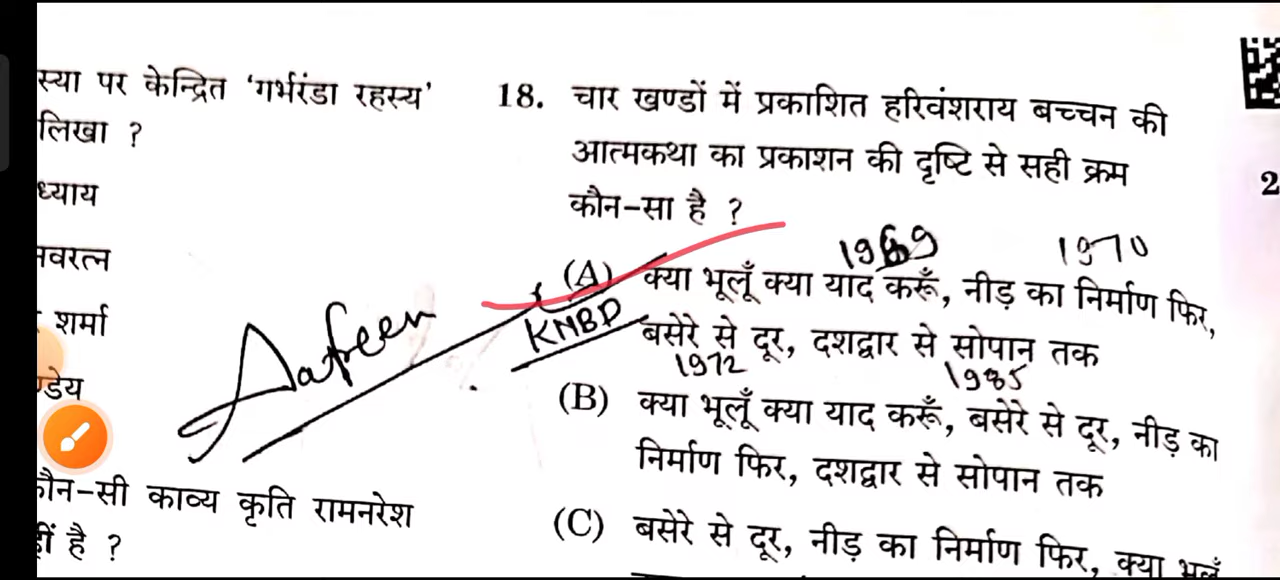 स्या पर केन्द्रित 'गर्भरंडा रहस्य'
लिखा ?
ध्याय
नवरत्न
शर्मा
ण्डेय
कौन-सी काव्य कृति रामनरेश
हीं है ?
18. चार खण्डों में प्रकाशित हरिवंशराय बच्चन की
आत्मकथा का प्रकाशन की दृष्टि से सही क्रम
कौन-सा है ?
1969 1970
(A) क्या भूलूँ क्या याद करूँ, नीड़ का निर्माण फिर,
बसेरे से दूर, दशद्वार से सोपान तक
1972 1985
(B) क्या भूलूँ क्या याद करूँ, बसेरे से दूर, नीड़ का
निर्माण फिर, दशद्वार से सोपान तक
(C) बसेरे से दूर, नीड़ का निर्माण फिर, क्या भूलूँ
KNBD
Aafreen
2